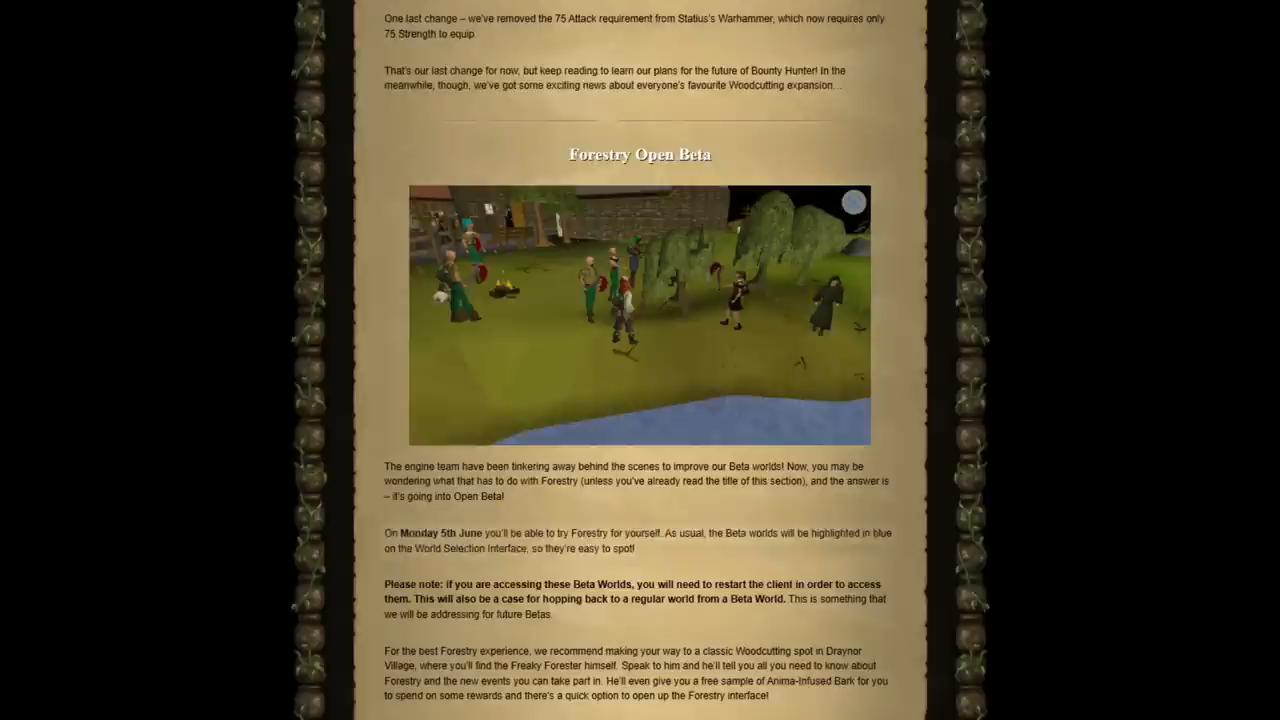 One last change – we've removed the 75 Attack requirement from Statius's Warhammer, which now requires only
75 Strength to equip.
That's our last change for now, but keep reading to learn our plans for the future of Bounty Hunter! In the
meanwhile, though, we've got some exciting news about everyone's favourite Woodcutting expansion…
Forestry Open Beta
The engine team have been tinkering away behind the scenes to improve our Beta worlds! Now, you may be
wondering what that has to do with Forestry (unless you've already read the title of this section), and the answer is
– it's going into Open Beta!
On Monday 5th June you'll be able to try Forestry for yourself. As usual, the Beta worlds will be highlighted in blue
on the World Selection Interface, so they're easy to spot!
Please note: if you are accessing these Beta Worlds, you will need to restart the client in order to access
them. This will also be a case for hopping back to a regular world from a Beta World. This is something that
we will be addressing for future Betas.
For the best Forestry experience, we recommend making your way to a classic Woodcutting spot in Draynor
Village, where you'll find the Freaky Forester himself. Speak to him and he'll tell you all you need to know about
Forestry and the new events you can take part in. He'll even give you a free sample of Anima-Infused Bark for you
to spend on some rewards and there's a quick option to open up the Forestry interface!